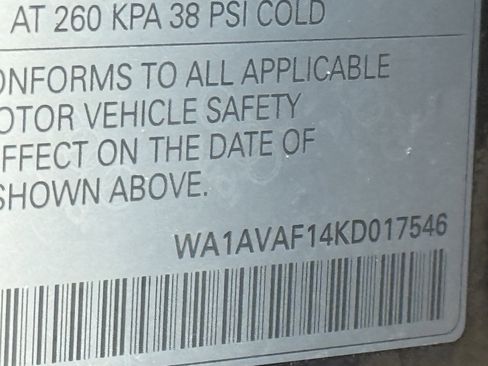 AT 260 KPA 38 PSI COLD
ONFORMS TO ALL APPLICABLE
OTOR VEHICLE SAFETY
FFECT ON THE DATE OF
SHOWN ABOVE.
WA1AVAF14KD017546